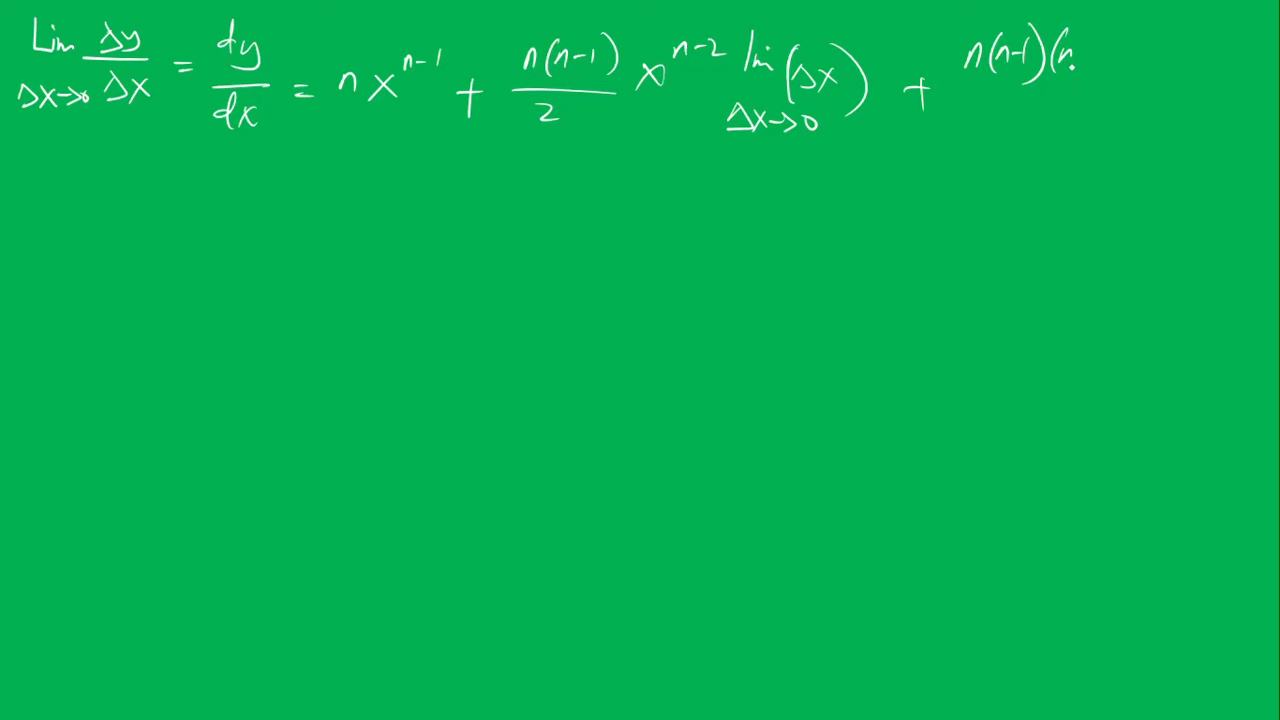 Lim Δx→0 Δy/Δx = dy/dx = n x^{n-1} + n(n-1)/2 x^{n-2} lim Δx→0 (Δx) + n(n-1)(n